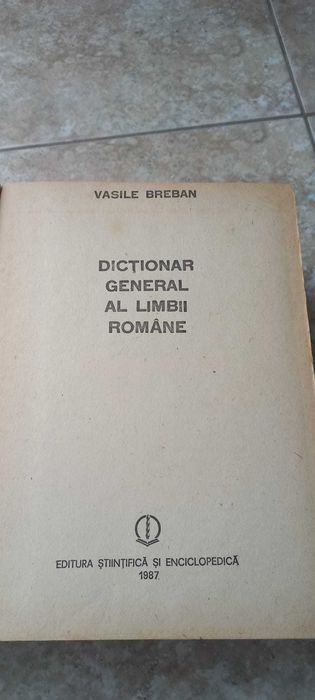 VASILE BREBAN
DICȚIONAR
GENERAL
AL LIMBII
ROMÂNE
EDITURA ȘTIINȚIFICĂ ȘI ENCICLOPEDICĂ
1987